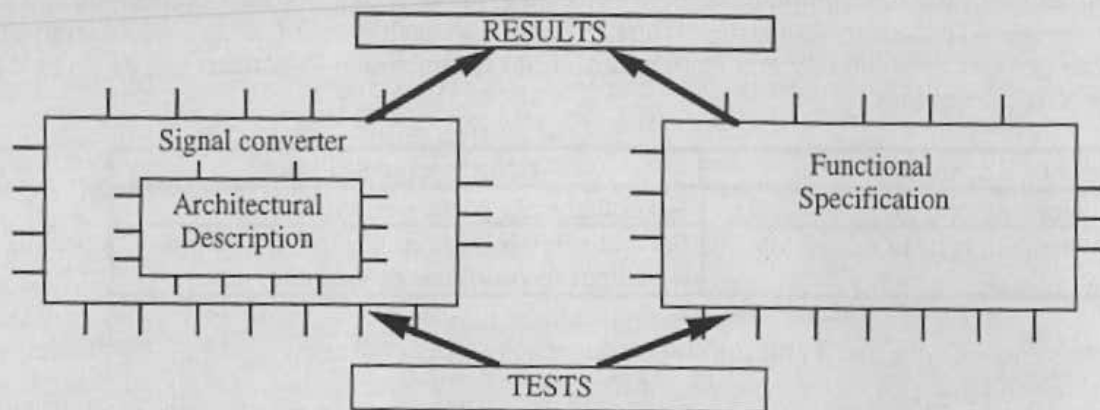 RESULTS
Signal converter
Architectural
Description
Functional
Specification
TESTS